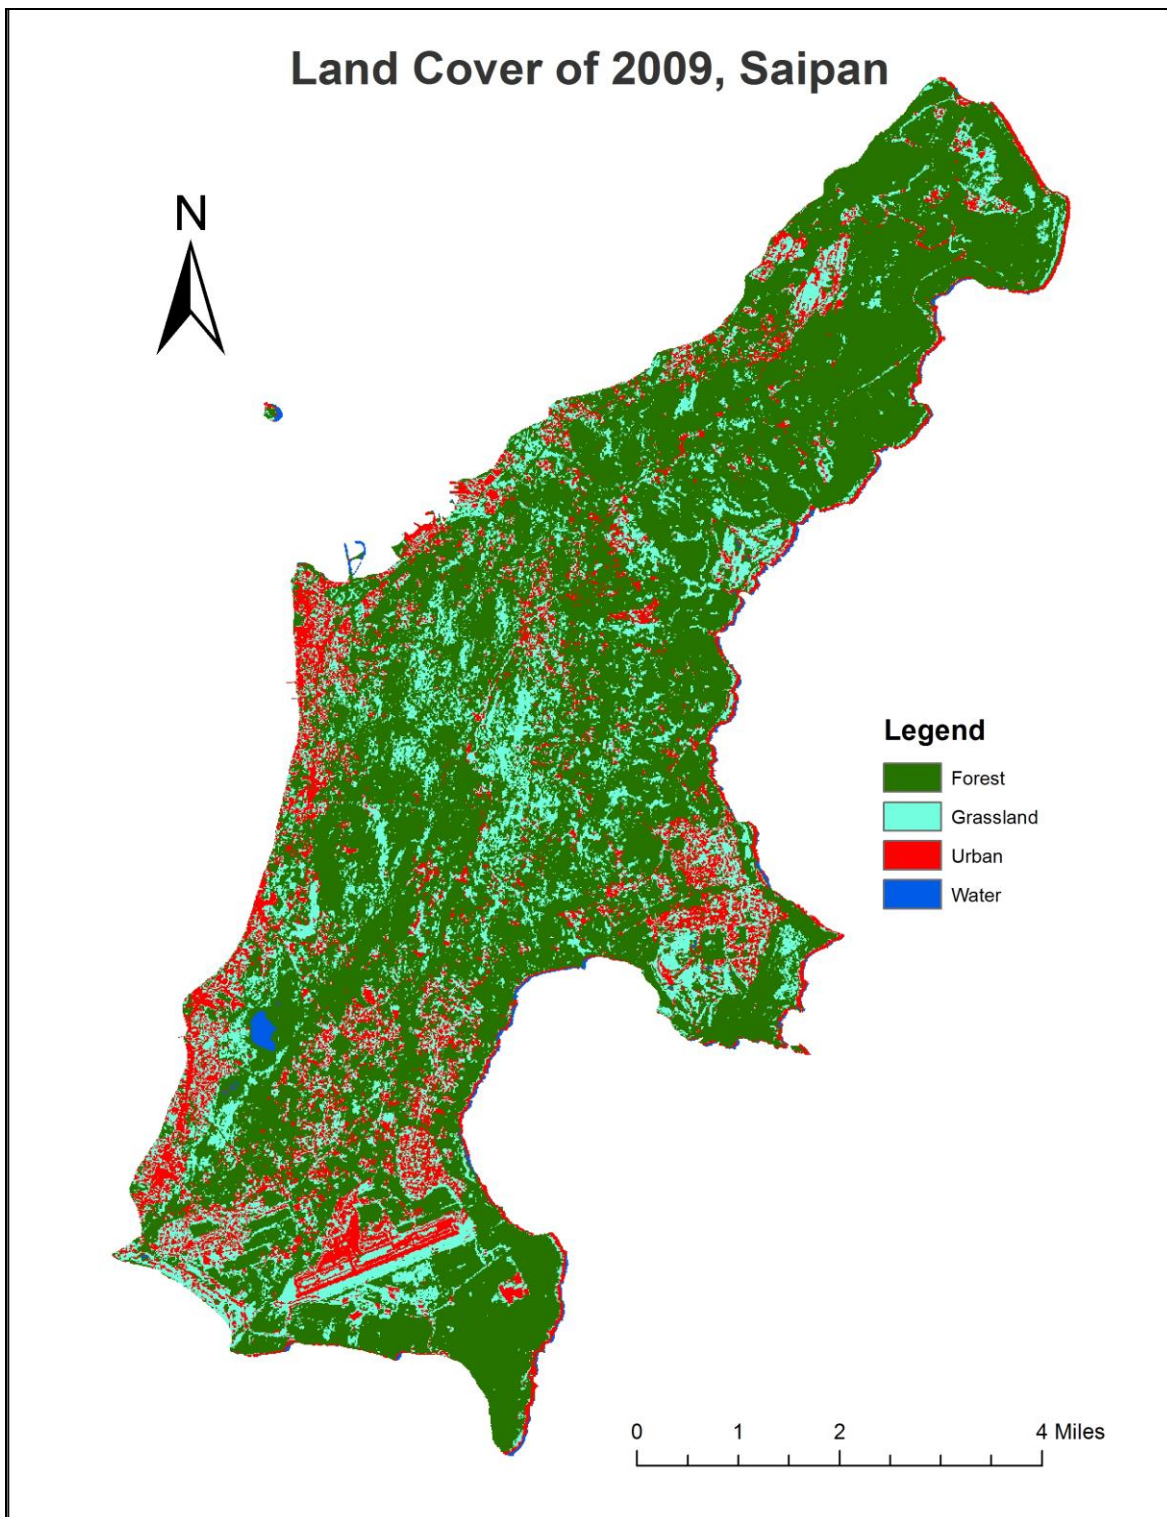 Land Cover of 2009, Saipan
N
Legend
Forest
Grassland
Urban
Water
0 1 2 4 Miles